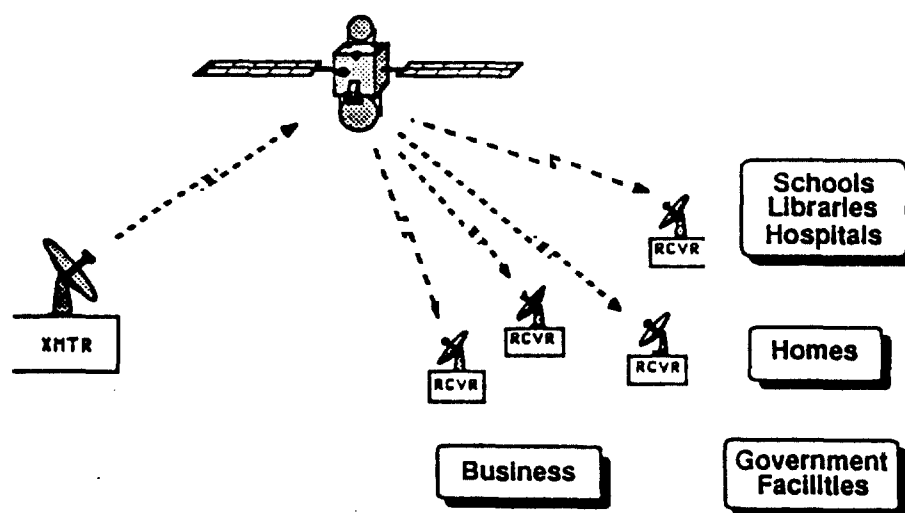 Schools
Libraries
Hospitals
RCVR
XMTR
RCVR
RCVR
Homes
RCVR
Business
Government
Facilities